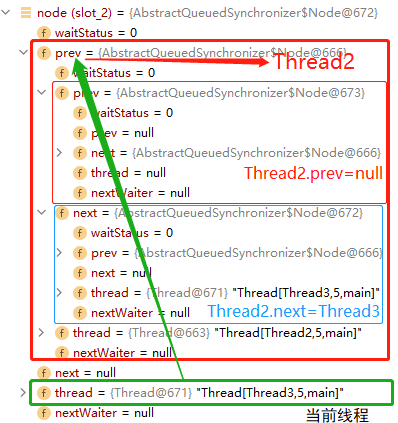 node (slot_2) = {AbstractQueuedSynchronizer$Node@672}
f waitStatus = 0
f prev = {AbstractQueuedSynchronizer$Node@666}
Thread2
f waitStatus = 0
f prev = {AbstractQueuedSynchronizer$Node@673}
f waitStatus = 0
f prev = null
f next = {AbstractQueuedSynchronizer$Node@666}
f thread = null
Thread2.prev=null
f nextWaiter = null
f next = {AbstractQueuedSynchronizer$Node@672}
f waitStatus = 0
f prev = {AbstractQueuedSynchronizer$Node@666}
f next = null
f thread = {Thread@671} "Thread[Thread3,5,main]"
f nextWaiter = null
Thread2.next=Thread3
f thread = {Thread@663} "Thread[Thread2,5,main]"
f nextWaiter = null
f next = null
f thread = {Thread@671} "Thread[Thread3,5,main]"
f nextWaiter = null
当前线程